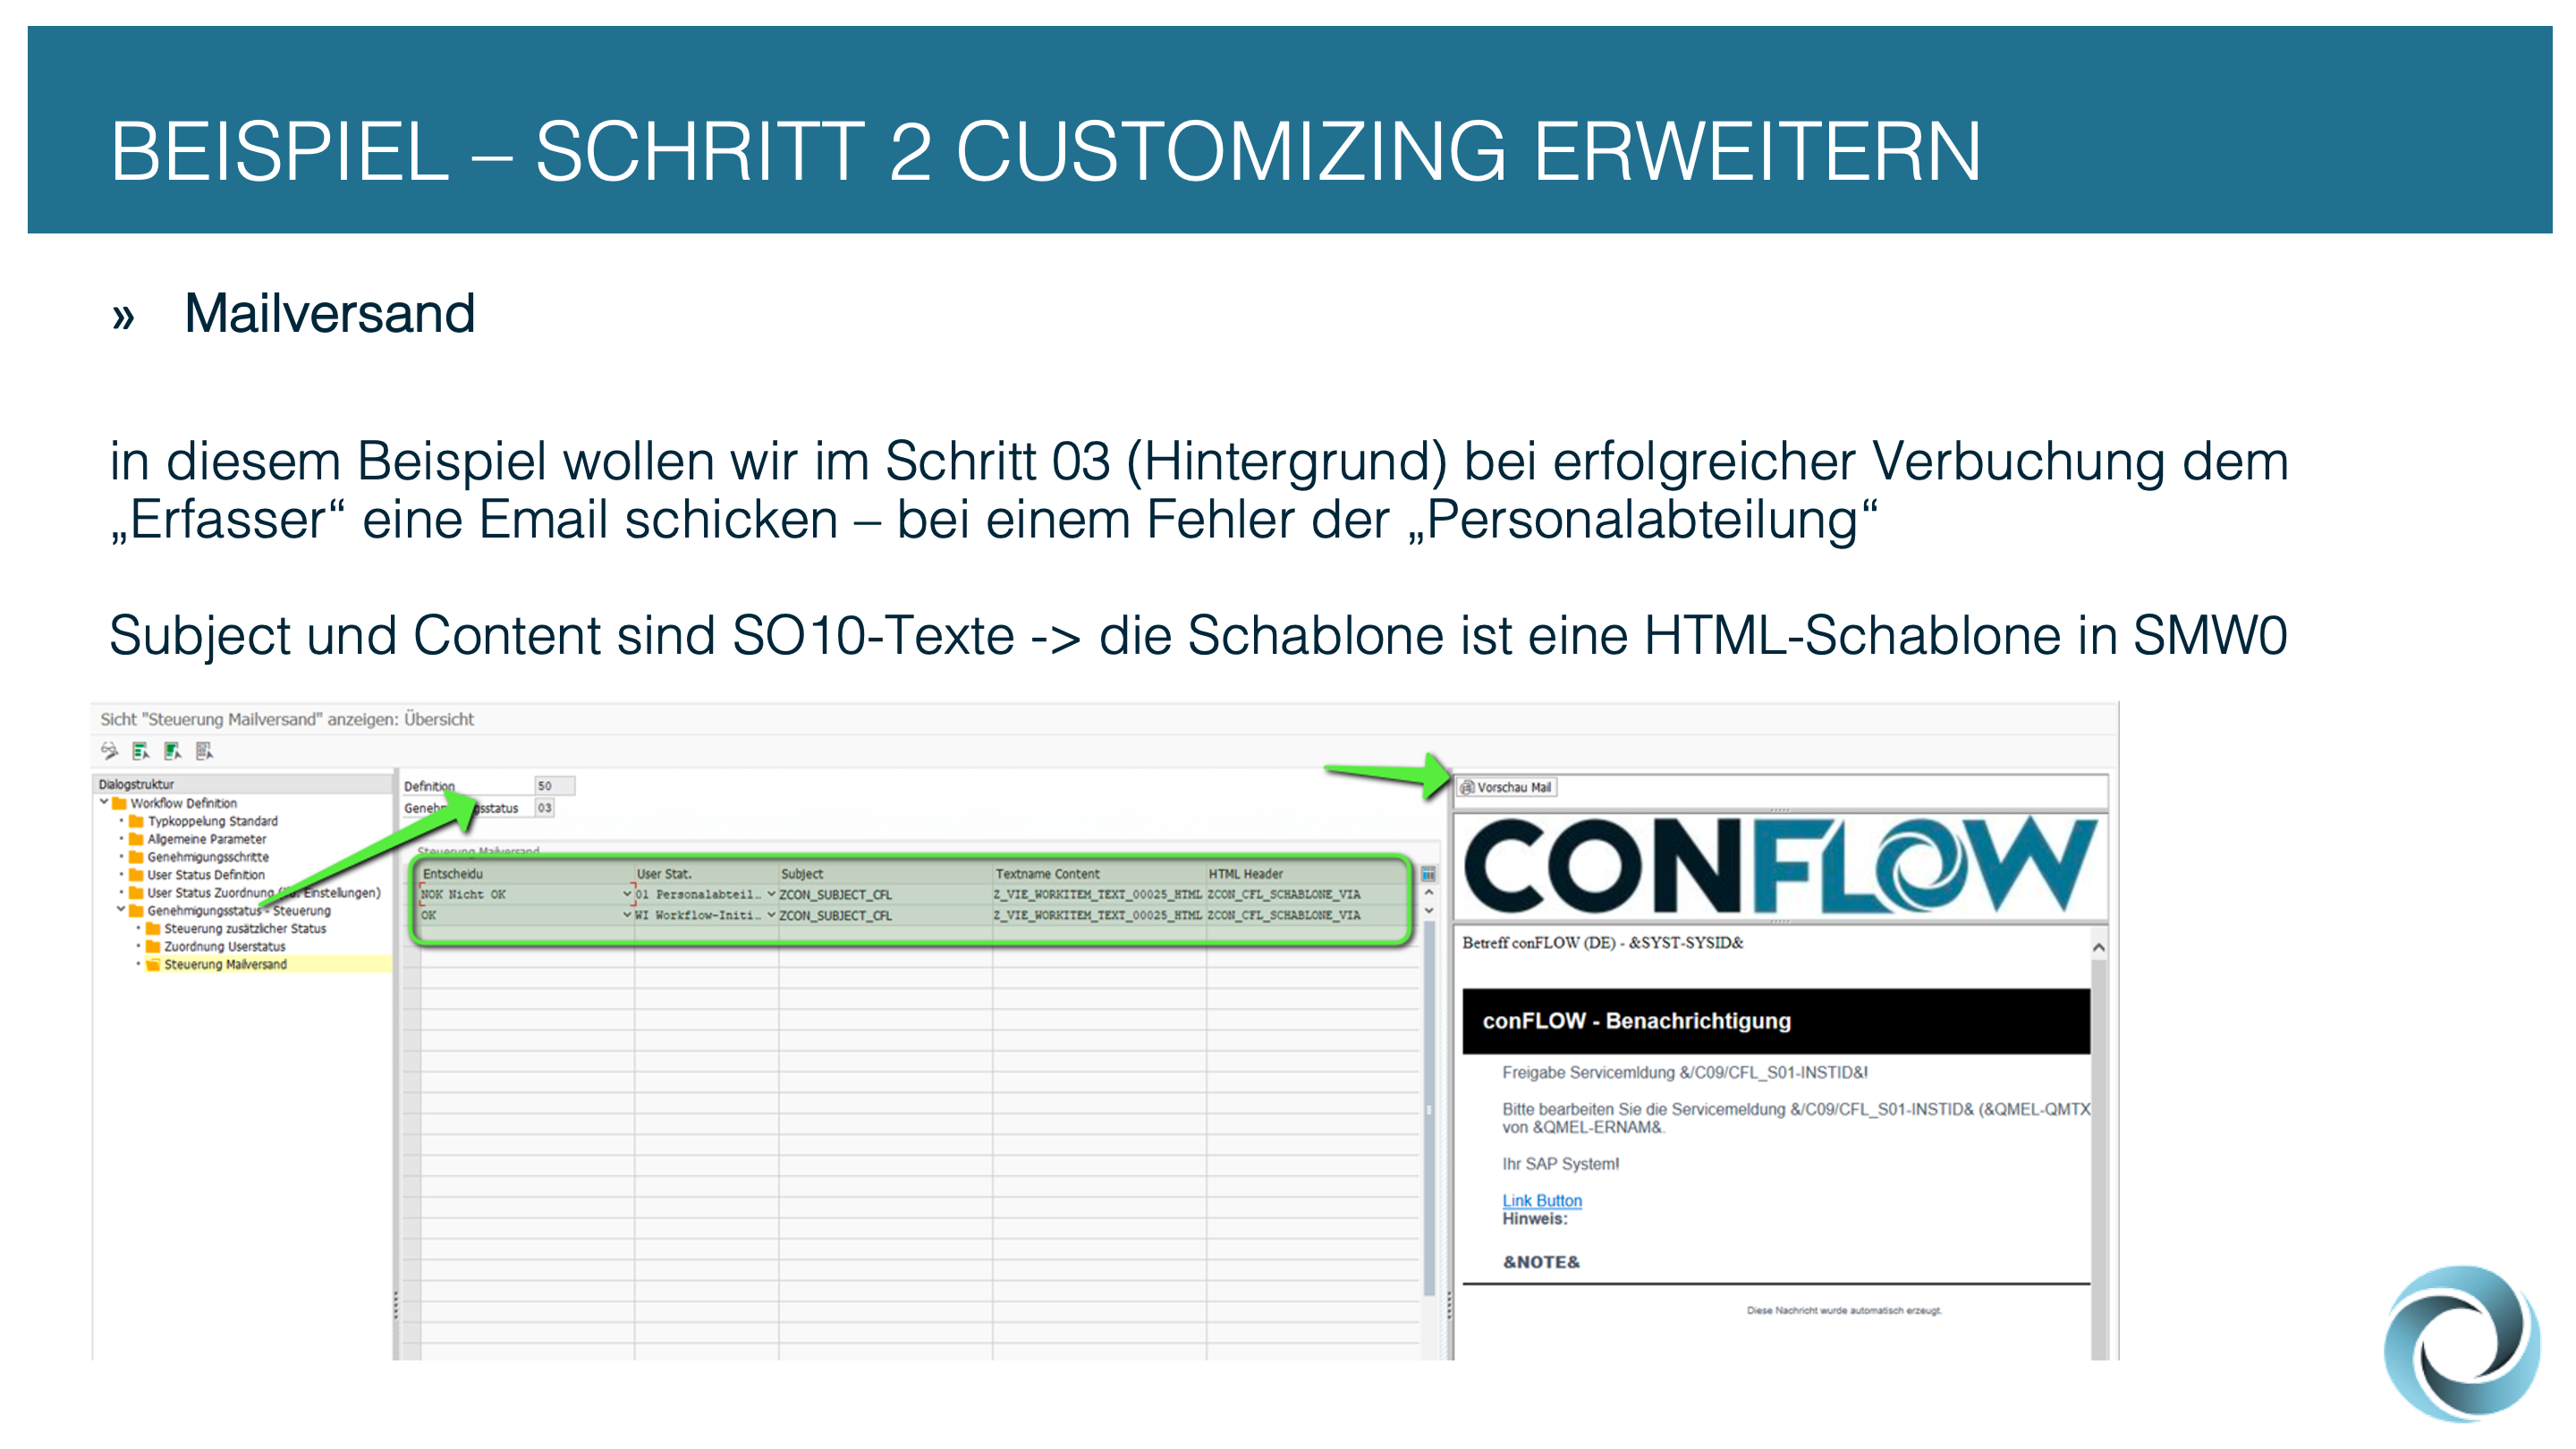 BEISPIEL – SCHRITT 2 CUSTOMIZING ERWEITERN
» Mailversand
in diesem Beispiel wollen wir im Schritt 03 (Hintergrund) bei erfolgreicher Verbuchung dem
„Erfasser“ eine Email schicken – bei einem Fehler der „Personalabteilung“
Subject und Content sind SO10-Texte -> die Schablone ist eine HTML-Schablone in SMW0
Sicht "Steuerung Mailversand" anzeigen: Übersicht
Dialogstruktur
Workflow Definition
Typkoppelung Standard
Allgemeine Parameter
Genehmigungsschritte
User Status Definition
User Status Zuordnung Einstellungen)
Genehmigungsstatus - Steuerung
Steuerung zusätzlicher Status
Zuordnung Userstatus
Steuerung Mailversand
Definition 50
Genehmigungsstatus 03
Steuerung Mailversand
Entscheidu User Stat. Subject Textname Content HTML Header
NOK Nicht OK 01 Personalabteil.. ZCON_SUBJECT_CFL Z_VIE_WORKITEM_TEXT_00025_HTML ZCON_CFL_SCHABLONE_VIA
OK WI Workflow-Initi.. ZCON_SUBJECT_CFL Z_VIE_WORKITEM_TEXT_00025_HTML ZCON_CFL_SCHABLONE_VIA
Vorschau Mail
CONFLOW
Betreff conFLOW (DE) - &SYST-SYSID&
conFLOW - Benachrichtigung
Freigabe Servicemldung &/C09/CFL_S01-INSTID&!
Bitte bearbeiten Sie die Servicemeldung &/C09/CFL_S01-INSTID& (&QMEL-QMTX
von &QMEL-ERNAM&.
Ihr SAP System!
Link Button
Hinweis:
&NOTE&
Diese Nachricht wurde automatisch erzeugt.